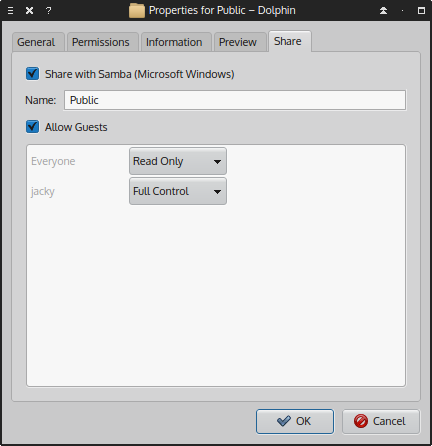 ? Properties for Public – Dolphin
General Permissions Information Preview Share
Share with Samba (Microsoft Windows)
Name: Public
Allow Guests
Everyone Read Only
jacky Full Control
OK Cancel